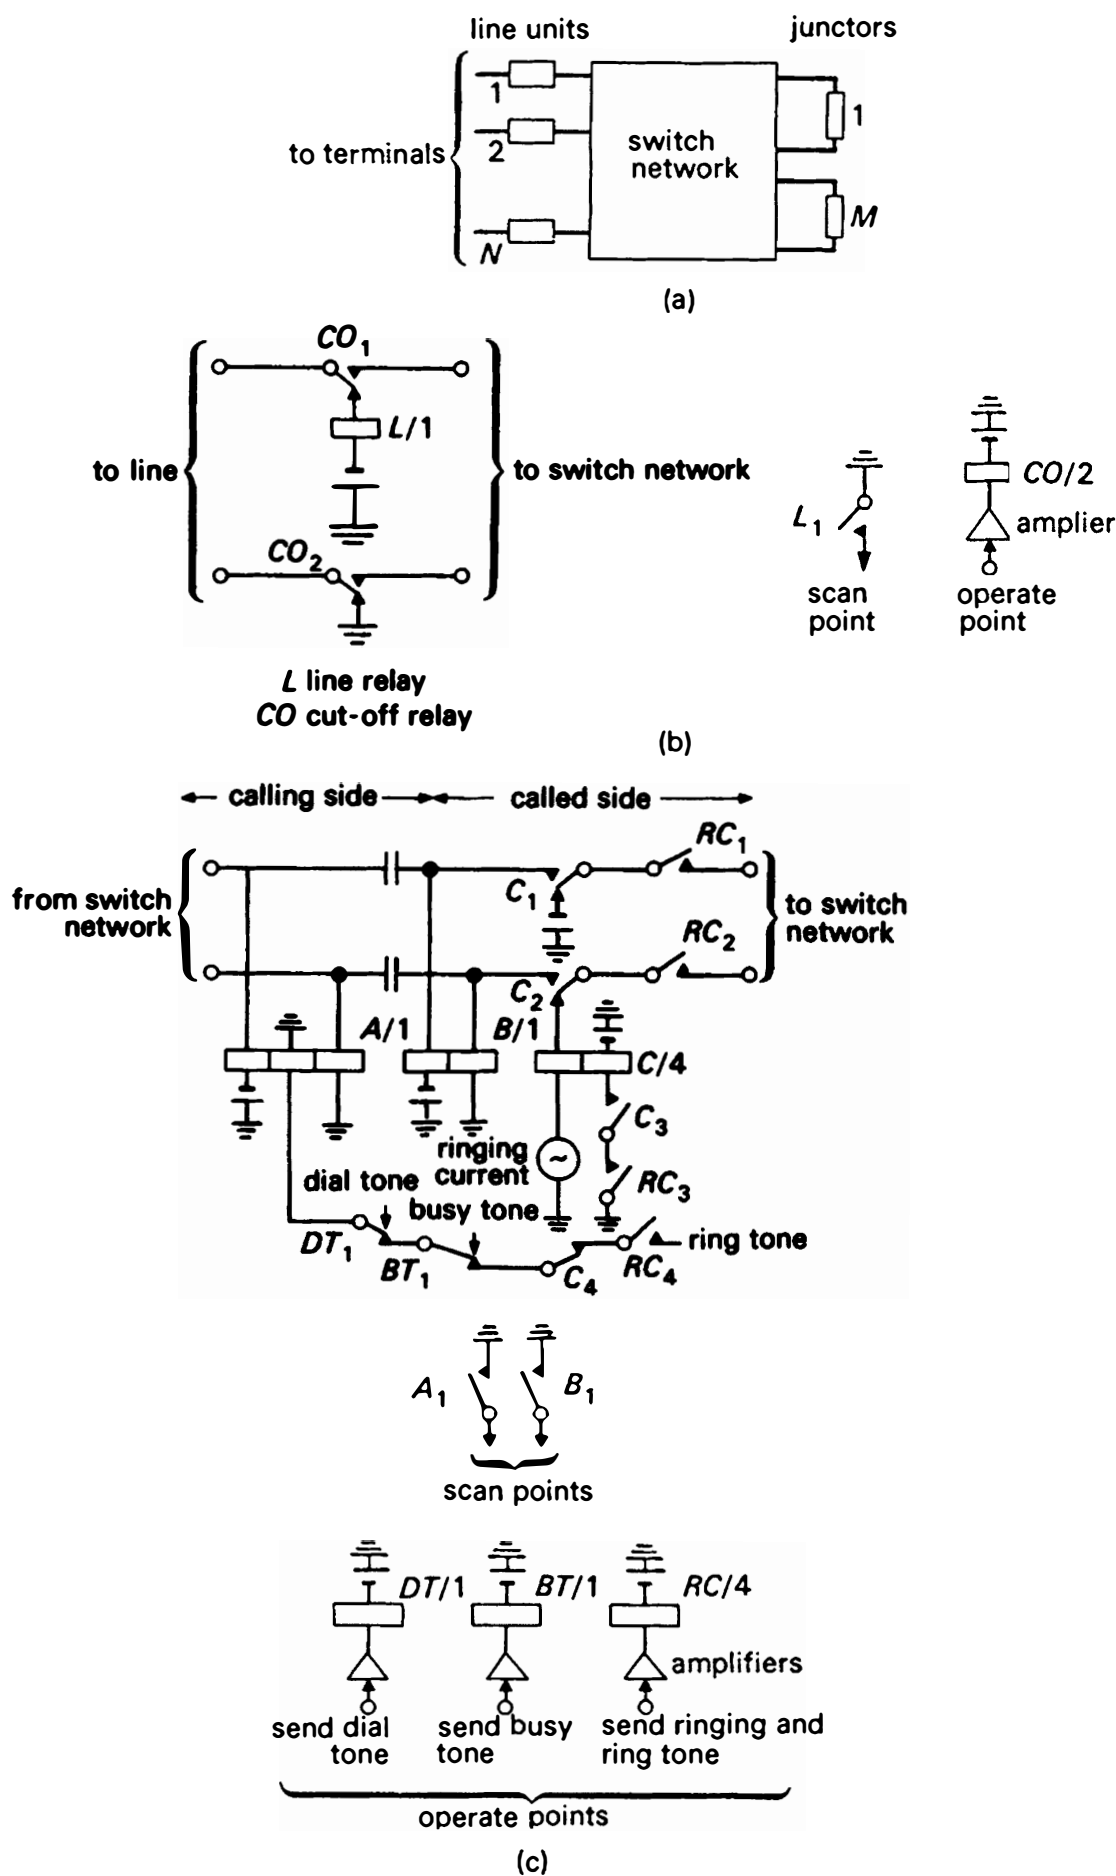 line units
junctors
1
2
N
to terminals
switch
network
1
M
(a)
CO1
L/1
to line
to switch network
CO2
L1
scan
point
CO/2
amplier
operate
point
L line relay
CO cut-off relay
(b)
calling side
called side
RC1
from switch
network
C1
to switch
network
RC2
C2
A/1
B/1
C/4
C3
ringing
current
~
RC3
dial tone
busy tone
DT1
BT1
C4
RC4
ring tone
A1
B1
scan points
DT/1
BT/1
RC/4
amplifiers
send dial
tone
send busy
tone
send ringing and
ring tone
operate points
(c)